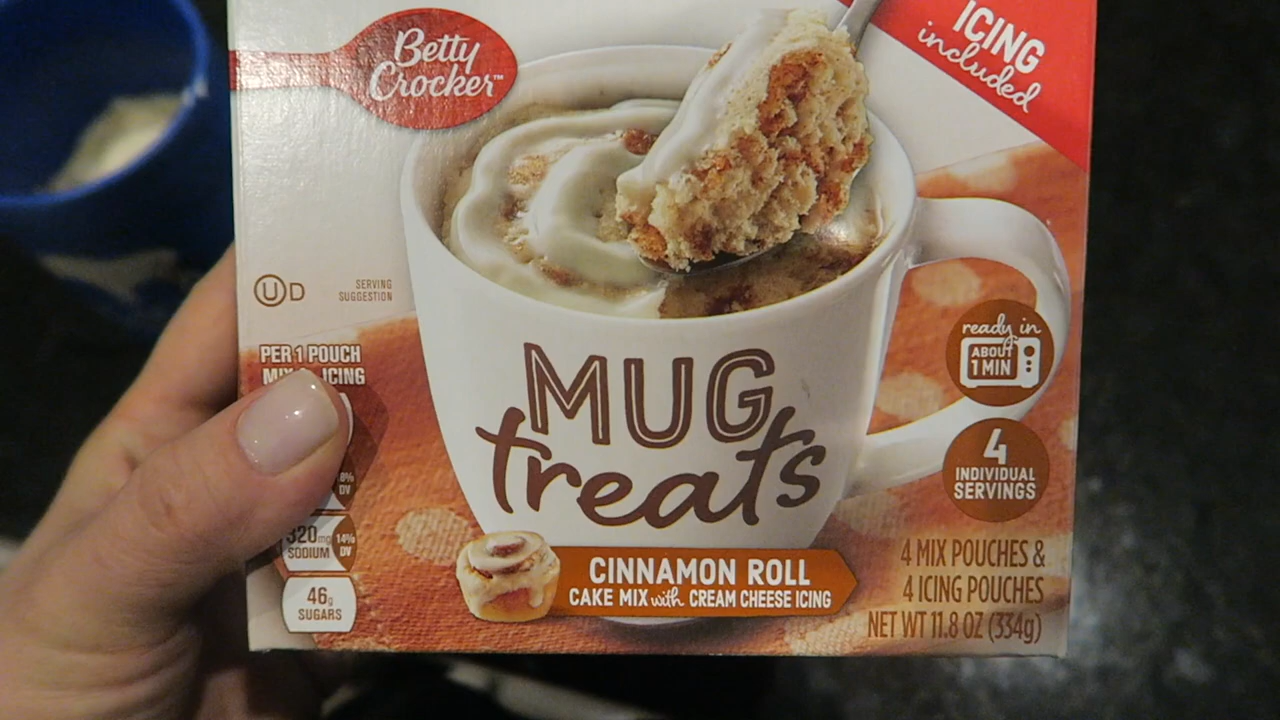 Betty
Crocker™
ICING
included
U D
SERVING
SUGGESTION
PER 1 POUCH
ICING
8%
DV
320mg
SODIUM
14%
DV
46g
SUGARS
MUG
treats
ready in
ABOUT
1 MIN
4
INDIVIDUAL
SERVINGS
CINNAMON ROLL
CAKE MIX with CREAM CHEESE ICING
4 MIX POUCHES &
4 ICING POUCHES
NET WT 11.8 OZ (334g)